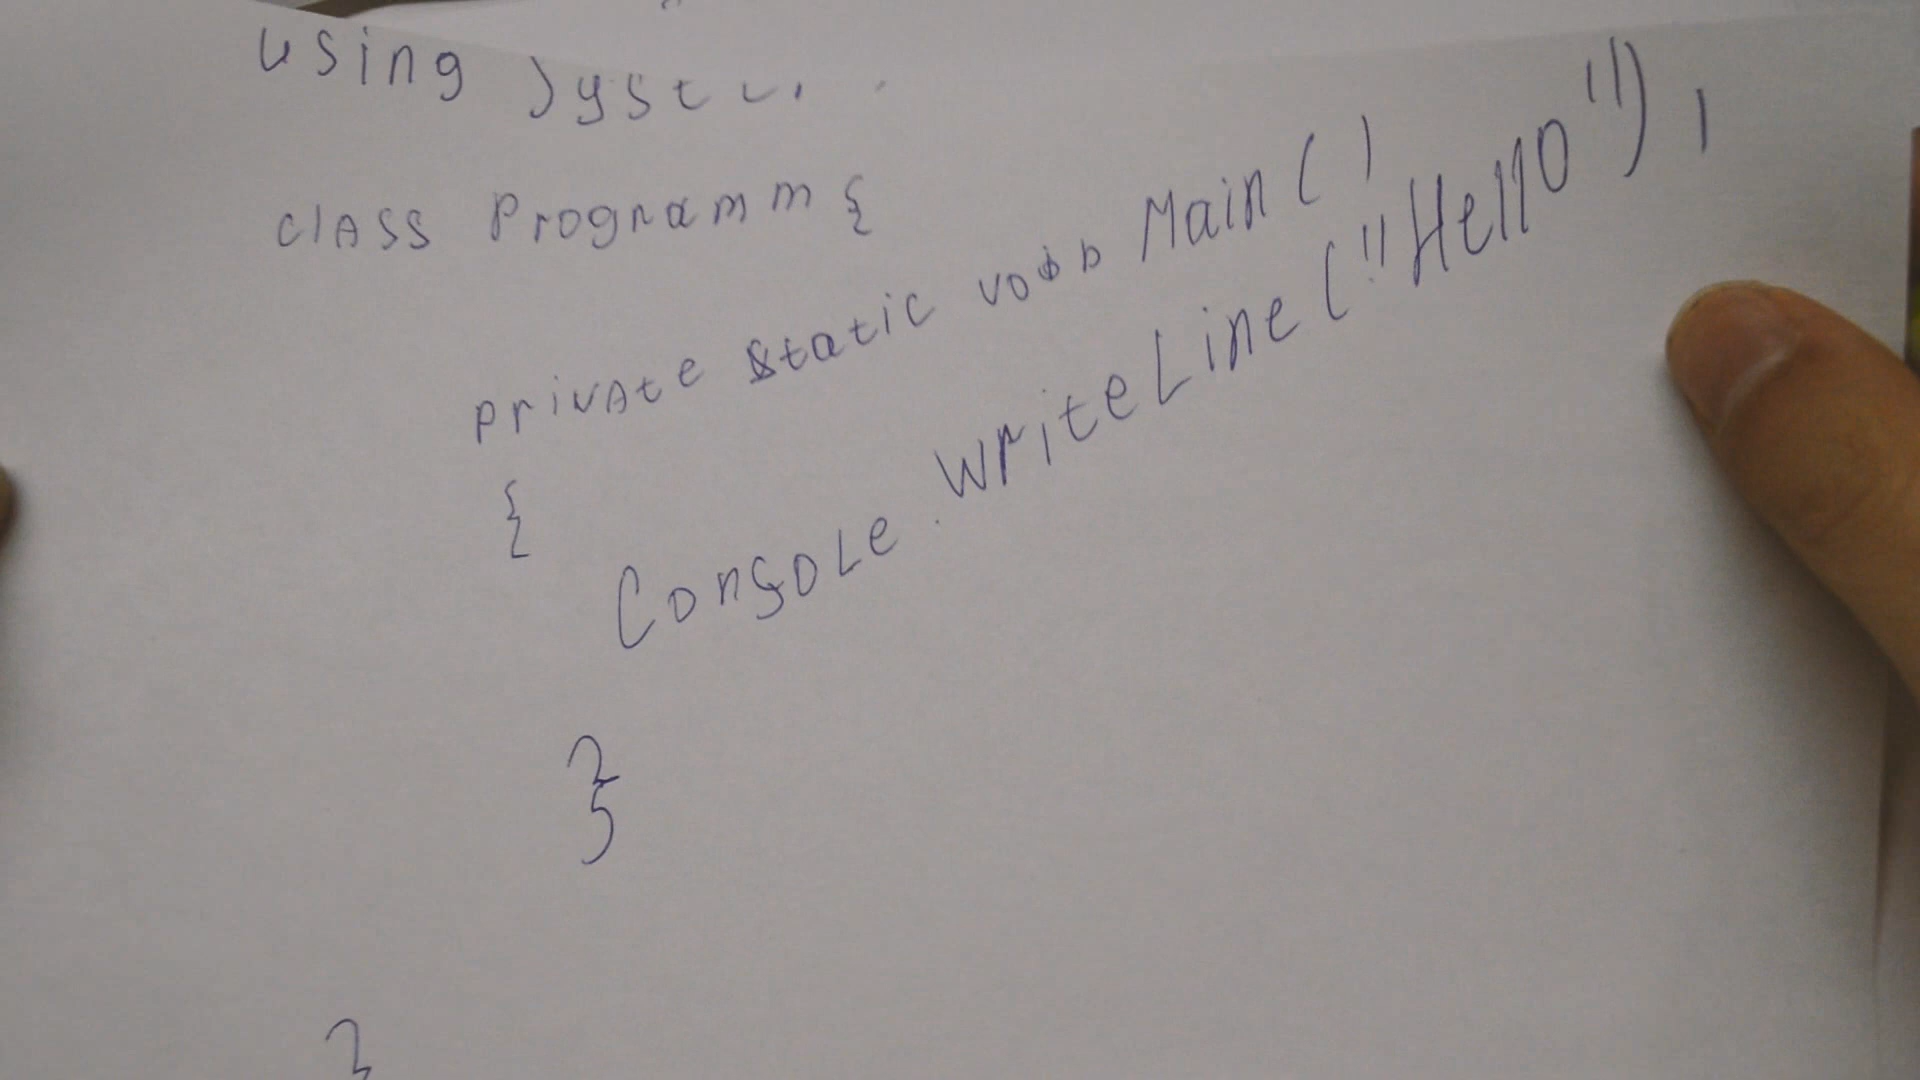 using
class Programm {
private static void Main()
{
Console.WriteLine("Hello");
}
}